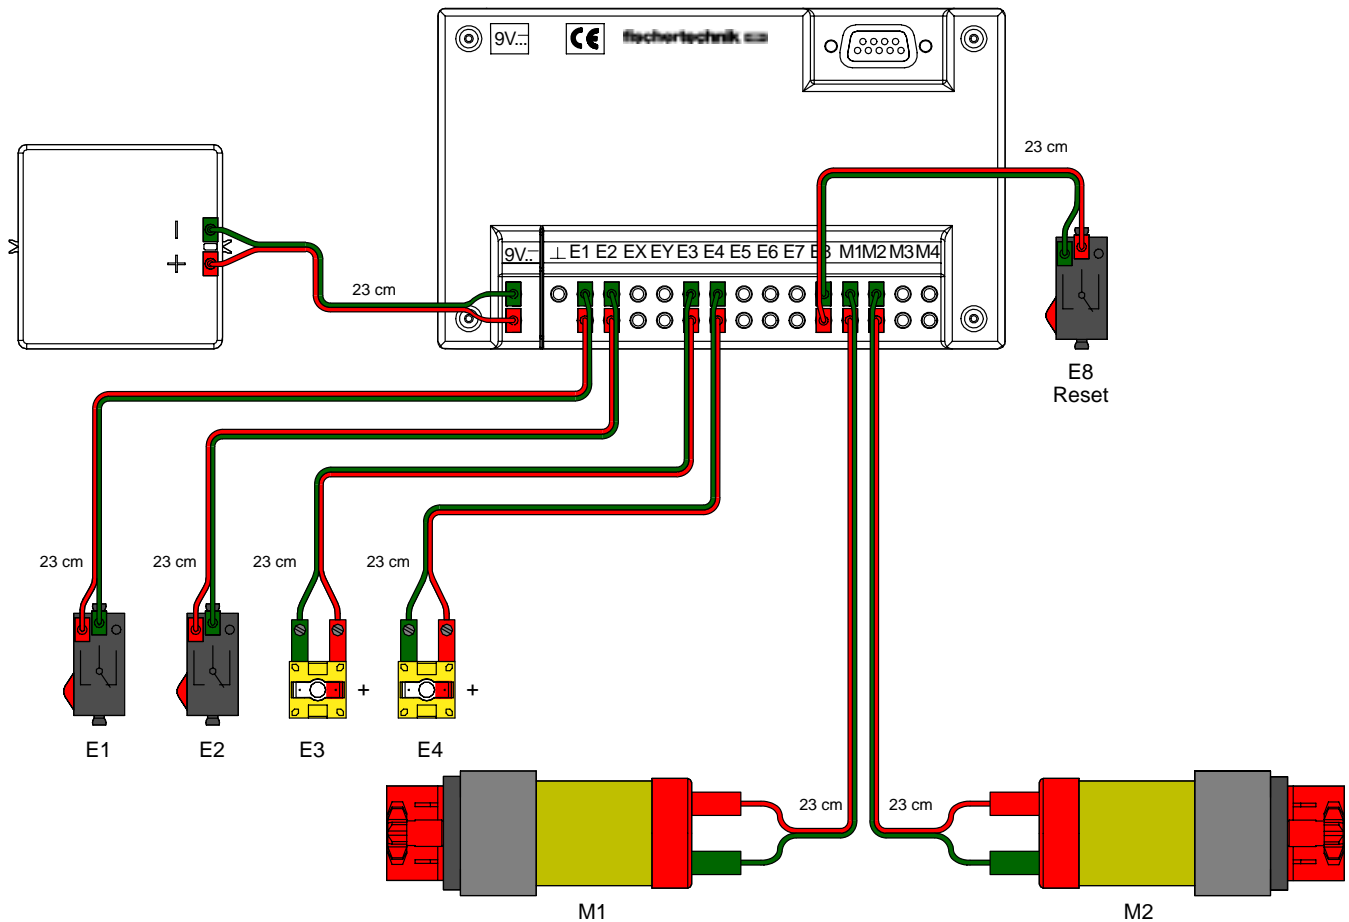 9V
CE
fischertechnik
23 cm
−
+
9V
⊥ E1 E2 EX EY E3 E4 E5 E6 E7 E8 M1 M2 M3 M4
23 cm
E8
Reset
23 cm
23 cm
23 cm
23 cm
+
+
E1
E2
E3
E4
23 cm
23 cm
M1
M2